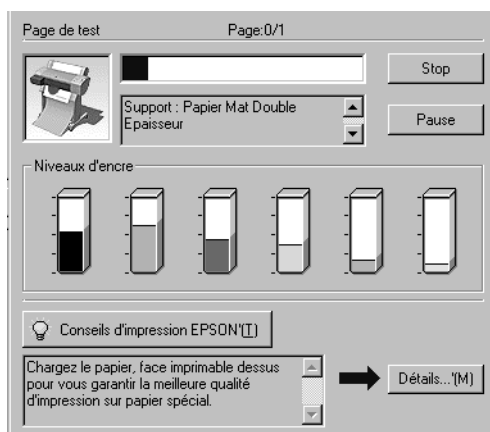 Page de test Page:0/1
Stop
Support : Papier Mat Double
Epaisseur
Pause
Niveaux d'encre
Conseils d'impression EPSON'(T)
Chargez le papier, face imprimable dessus
pour vous garantir la meilleure qualité
d'impression sur papier spécial.
Détails...'(M)